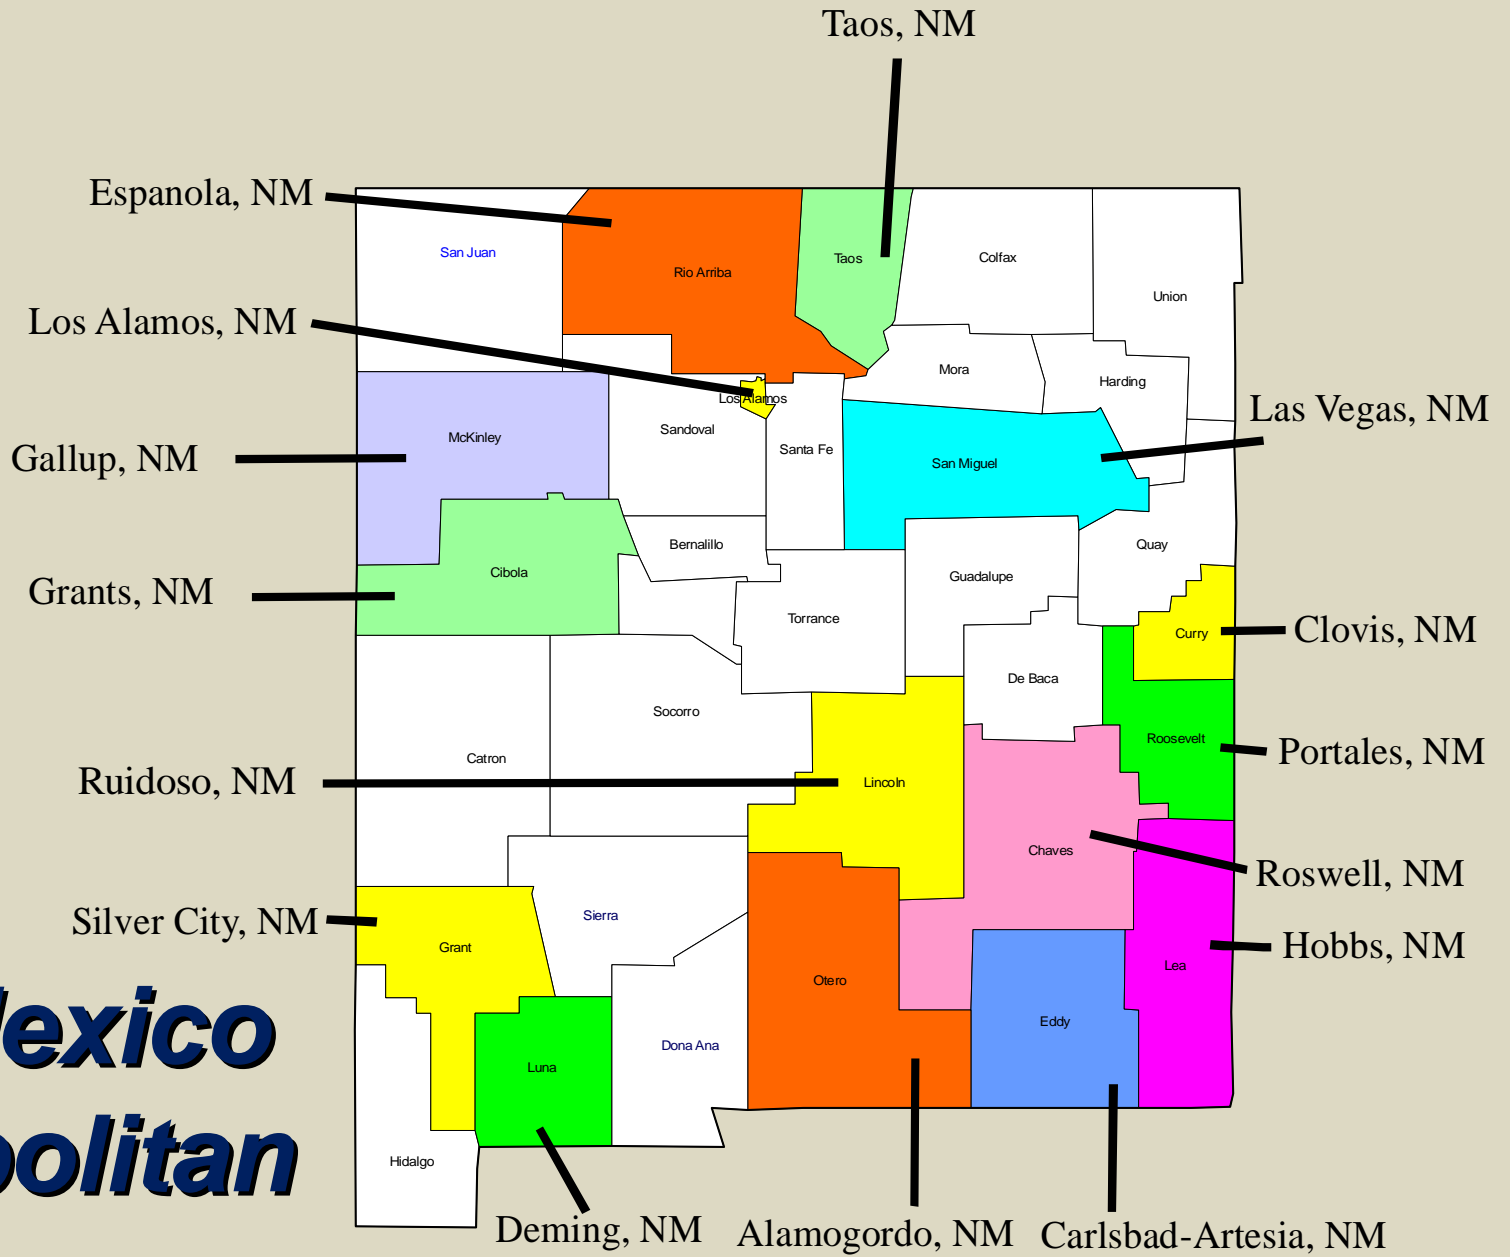 Taos, NM
Espanola, NM
San Juan
Rio Arriba
Taos
Colfax
Union
Los Alamos, NM
Mora
Harding
Los Alamos
Las Vegas, NM
McKinley
Sandoval
Santa Fe
San Miguel
Gallup, NM
Bernalillo
Quay
Cibola
Guadalupe
Grants, NM
Torrance
Curry
Clovis, NM
De Baca
Socorro
Roosevelt
Portales, NM
Catron
Ruidoso, NM
Lincoln
Chaves
Roswell, NM
Silver City, NM
Sierra
Grant
Hobbs, NM
Lea
Otero
Eddy
exico
Dona Ana
Luna
olitan
Hidalgo
Deming, NM
Alamogordo, NM
Carlsbad-Artesia, NM